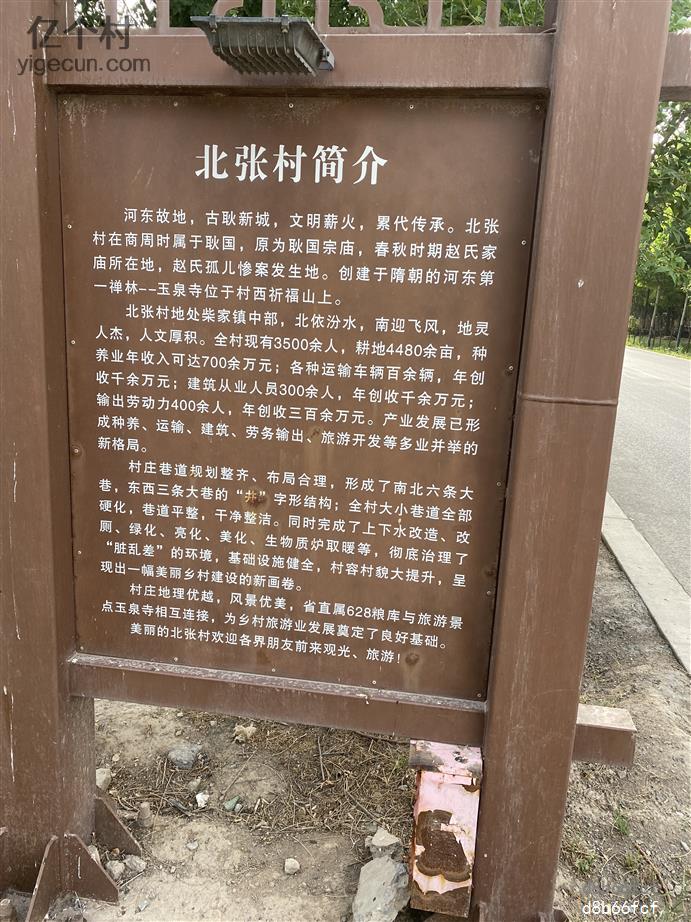 亿个村
yigecun.com
北张村简介
河东故地，古耿新城，文明薪火，累代传承。北张
村在商周时属于耿国，原为耿国宗庙，春秋时期赵氏家
庙所在地，赵氏孤儿惨案发生地。创建于隋朝的河东第
一禅林--玉泉寺位于村西祈福山上。
北张村地处柴家镇中部，北依汾水，南迎飞风，地灵
人杰，人文厚积。全村现有3500余人，耕地4480余亩，种
养业年收入可达700余万元；各种运输车辆百余辆，年创
收千余万元；建筑从业人员300余人，年创收千余万元；
输出劳动力400余人，年创收三百余万元。产业发展已形
成种养、运输、建筑、劳务输出、旅游开发等多业并举的
新格局。
村庄巷道规划整齐、布局合理，形成了南北六条大
巷，东西三条大巷的“井”字形结构；全村大小巷道全部
硬化，巷道平整，干净整洁。同时完成了上下水改造、改
厕、绿化、亮化、美化、生物质炉取暖等，彻底治理了
“脏乱差”的环境，基础设施健全，村容村貌大提升，呈
现出一幅美丽乡村建设的新画卷。
村庄地理优越，风景优美，省直属628粮库与旅游景
点玉泉寺相互连接，为乡村旅游业发展奠定了良好基础。
美丽的北张村欢迎各界朋友前来观光、旅游！
d8b66fcf